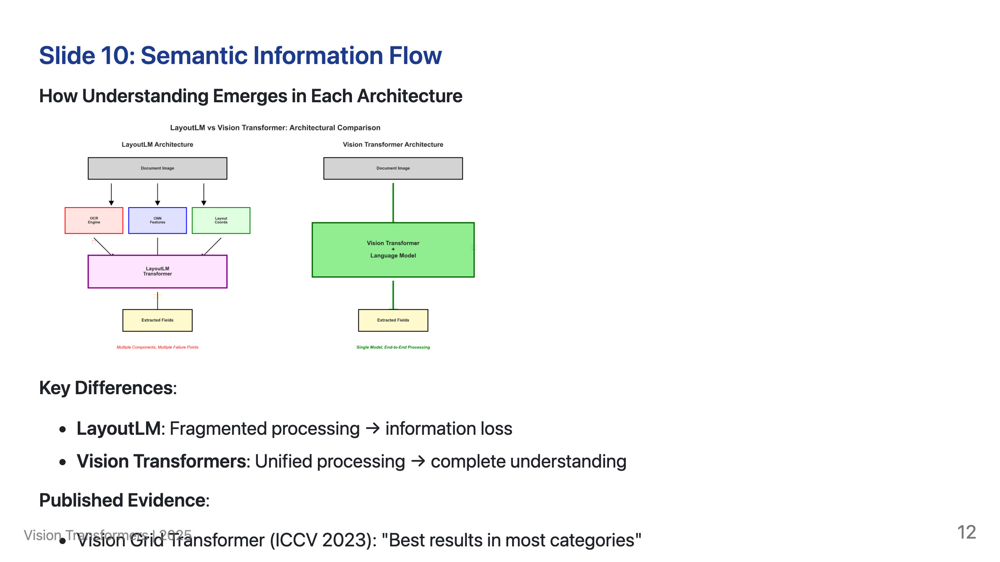 Slide 10: Semantic Information Flow
How Understanding Emerges in Each Architecture
LayoutLM vs Vision Transformer: Architectural Comparison
LayoutLM Architecture
Document Image
OCR
Engine
CNN
Features
Layout
Coords
LayoutLM
Transformer
Extracted Fields
Multiple Components, Multiple Failure Points
Vision Transformer Architecture
Document Image
Vision Transformer
+
Language Model
Extracted Fields
Single Model, End-to-End Processing
Key Differences:
• LayoutLM: Fragmented processing → information loss
• Vision Transformers: Unified processing → complete understanding
Published Evidence:
• Vision Grid Transformer (ICCV 2023): "Best results in most categories"
Vision Transformers | 2025
12